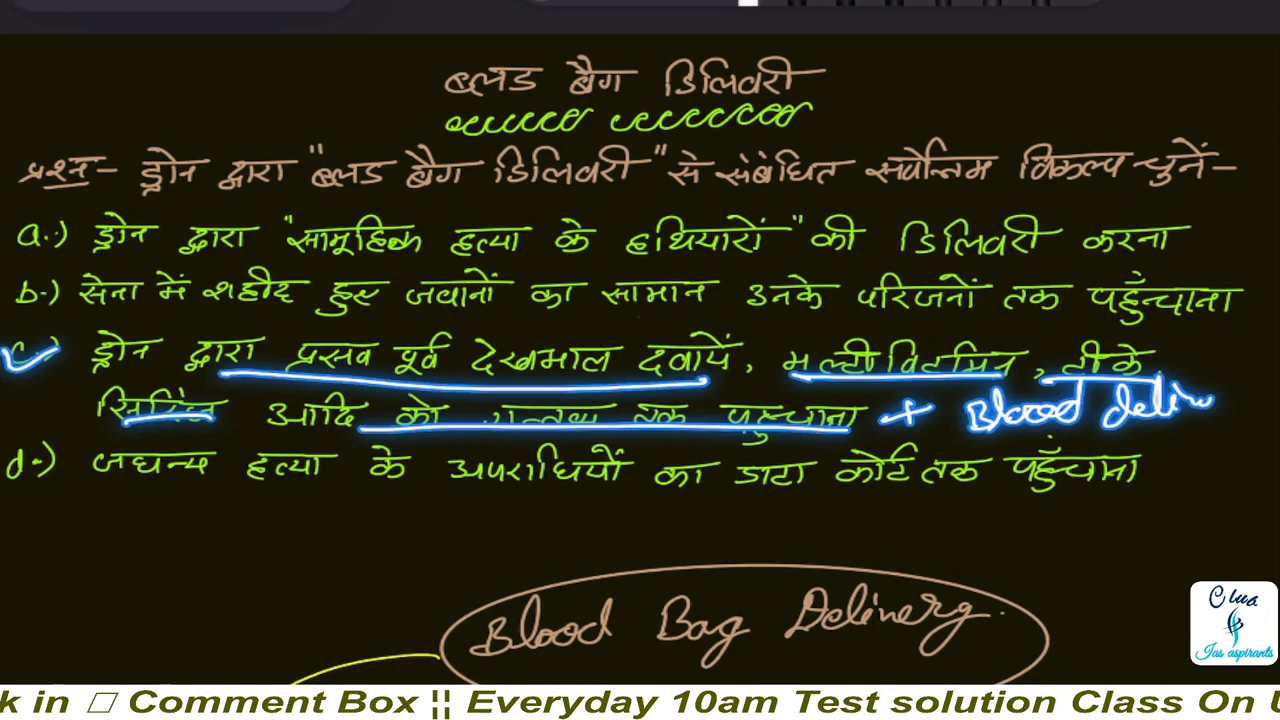 ब्लड बैग डिलिवरी
प्रश्न- ड्रोन द्वारा "ब्लड बैग डिलिवरी" से संबंधित सर्वोत्तम विकल्प चुनें-
a.) ड्रोन द्वारा "सामूहिक हत्या के हथियारों" की डिलिवरी करना
b.) सेना में शहीद हुए जवानों का सामान उनके परिजनों तक पहुँचाना
ड्रोन द्वारा प्रसव पूर्व देखभाल दवायें, मल्टीविटामिन, टीके
सिरिंज आदि को गन्तव्य तक पहुचाना + Blood deliv
d.) जघन्य हत्या के अपराधियों का डाटा कोर्ट तक पहुँचाना
Blood Bag Delivery.
Clue
Ias aspirants
k in □ Comment Box ¦¦ Everyday 10am Test solution Class On U